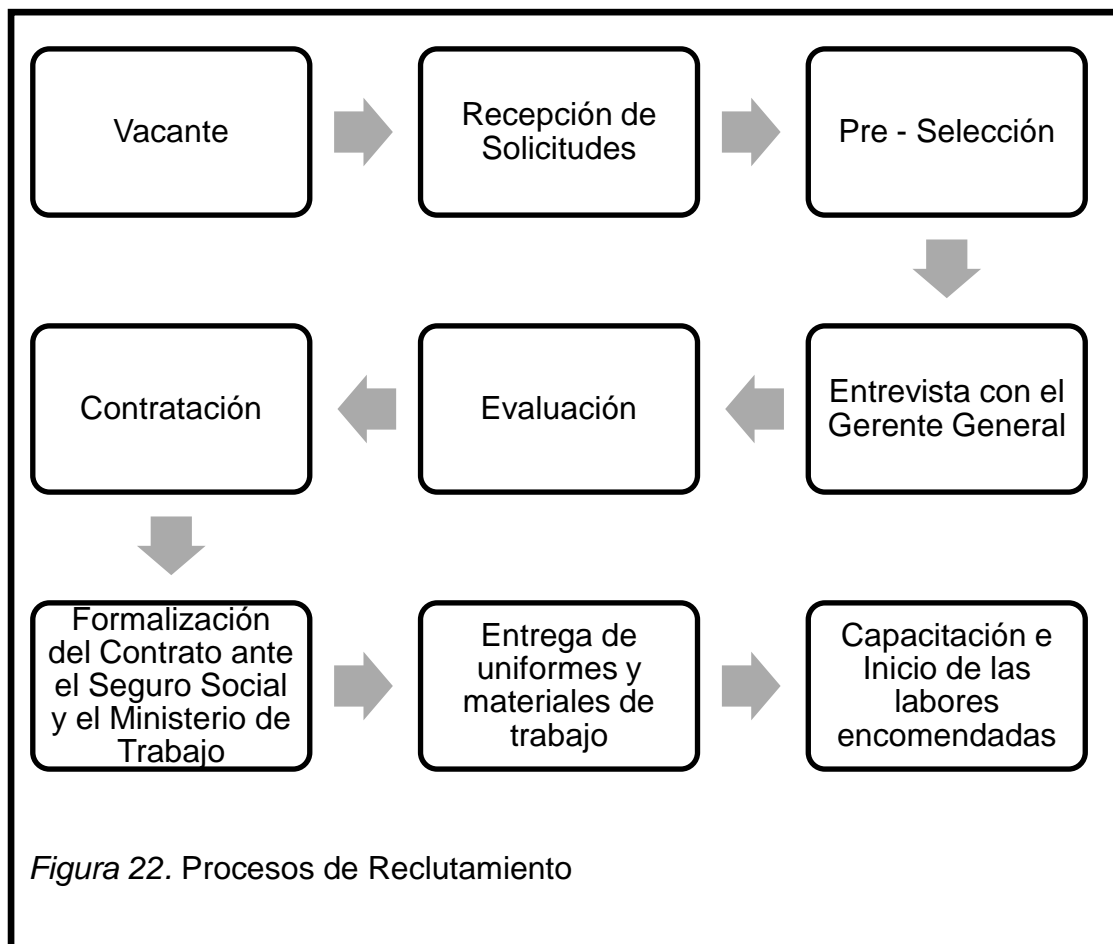 Vacante
Recepción de
Solicitudes
Pre - Selección
Entrevista con el
Gerente General
Evaluación
Contratación
Formalización
del Contrato ante
el Seguro Social
y el Ministerio de
Trabajo
Entrega de
uniformes y
materiales de
trabajo
Capacitación e
Inicio de las
labores
encomendadas
Figura 22. Procesos de Reclutamiento